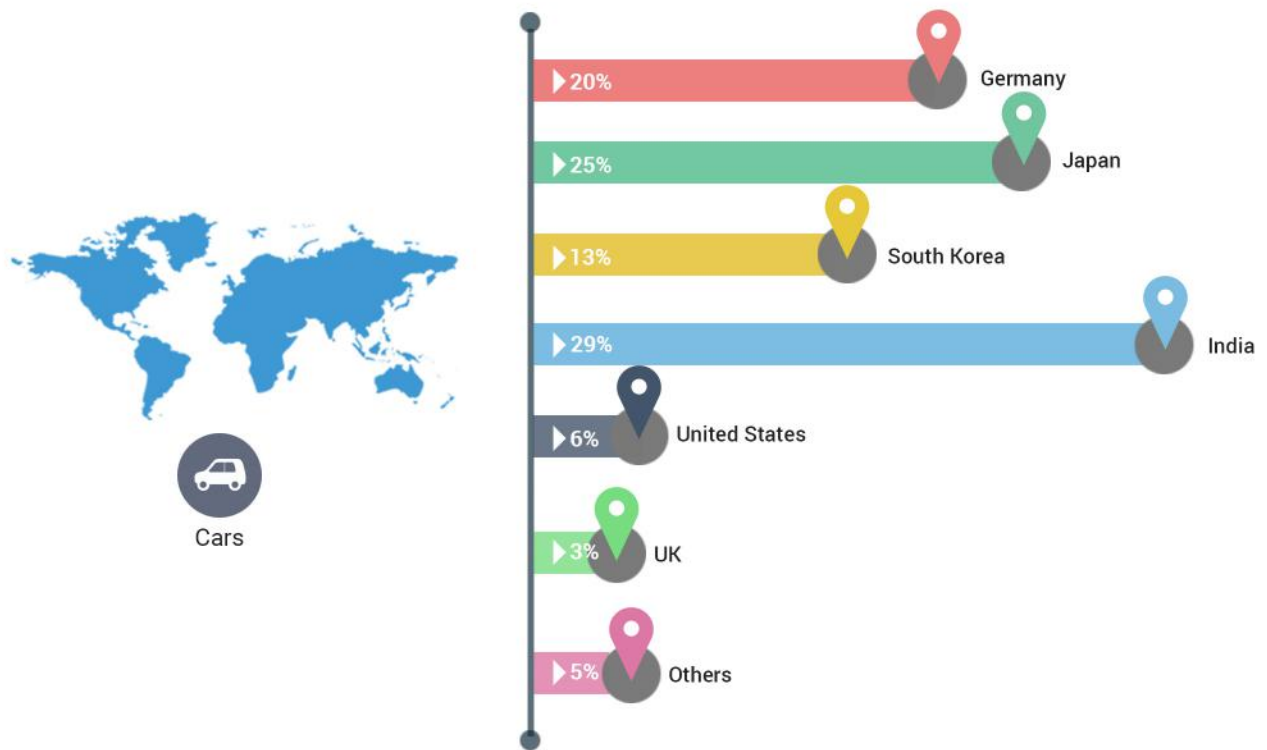 20%
Germany
25%
Japan
13%
South Korea
29%
India
6%
United States
3%
UK
5%
Others
Cars